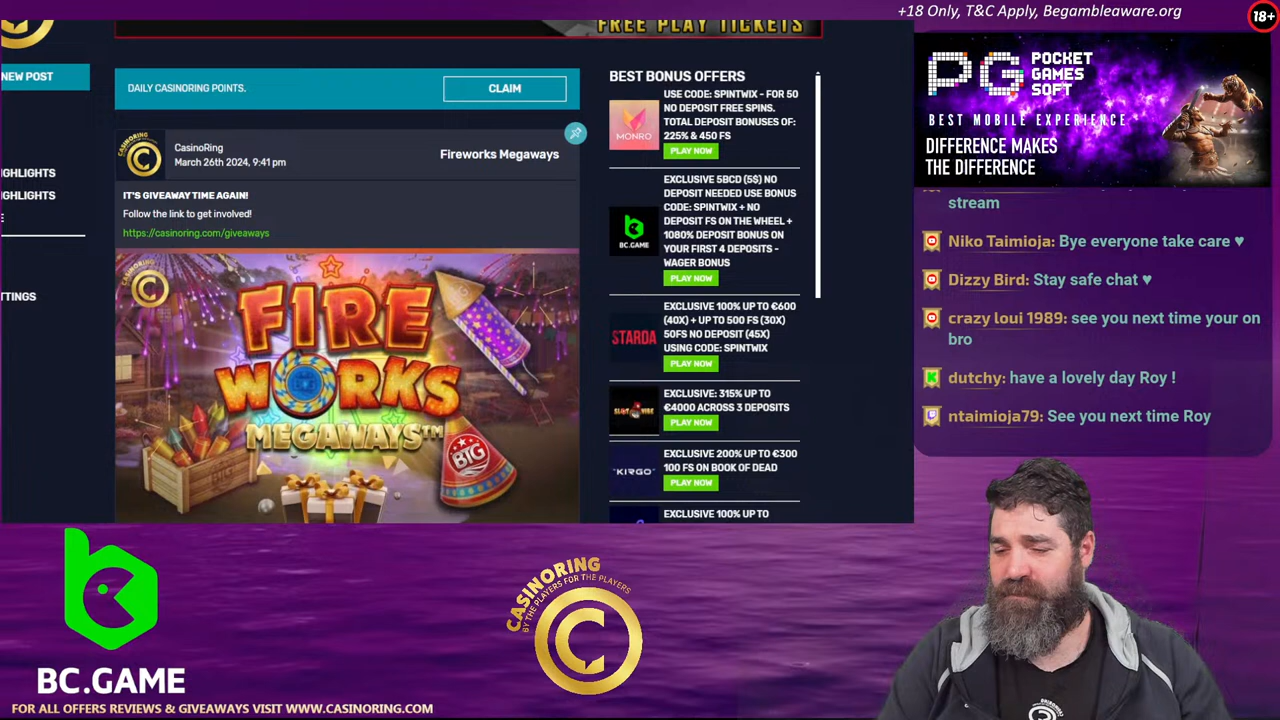 +18 Only, T&C Apply, Begambleaware.org
18+
FREE PLAY TICKETS
NEW POST
GHLIGHTS
GHLIGHTS
E
TTINGS
DAILY CASINORING POINTS.
CLAIM
CASINORING
CasinoRing
March 26th 2024, 9:41 pm
Fireworks Megaways
IT'S GIVEAWAY TIME AGAIN!
Follow the link to get involved!
https://casinoring.com/giveaways
CASINORING
FIRE
WORKS
MEGAWAYS™
BIG
BEST BONUS OFFERS
MONRO
USE CODE: SPINTWIX - FOR 50
NO DEPOSIT FREE SPINS.
TOTAL DEPOSIT BONUSES OF:
225% & 450 FS
PLAY NOW
BC.GAME
EXCLUSIVE 5BCD (5$) NO
DEPOSIT NEEDED USE BONUS
CODE: SPINTWIX + NO
DEPOSIT FS ON THE WHEEL +
1080% DEPOSIT BONUS ON
YOUR FIRST 4 DEPOSITS -
WAGER BONUS
PLAY NOW
STARDA
EXCLUSIVE 100% UP TO €600
(40X) + UP TO 500 FS (30X)
50FS NO DEPOSIT (45X)
USING CODE: SPINTWIX
PLAY NOW
SLOT VIBE
EXCLUSIVE: 315% UP TO
€4000 ACROSS 3 DEPOSITS
PLAY NOW
"KIRGO"
EXCLUSIVE 200% UP TO €300
100 FS ON BOOK OF DEAD
PLAY NOW
EXCLUSIVE 100% UP TO
PG
POCKET
GAMES
SOFT
BEST MOBILE EXPERIENCE
DIFFERENCE MAKES
THE DIFFERENCE
stream
Niko Taimioja: Bye everyone take care ♥
Dizzy Bird: Stay safe chat ♥
crazy loui 1989: see you next time your on
bro
dutchy: have a lovely day Roy !
ntaimioja79: See you next time Roy
BC.GAME
CASINORING
BY THE PLAYERS FOR THE PLAYERS
FOR ALL OFFERS REVIEWS & GIVEAWAYS VISIT WWW.CASINORING.COM